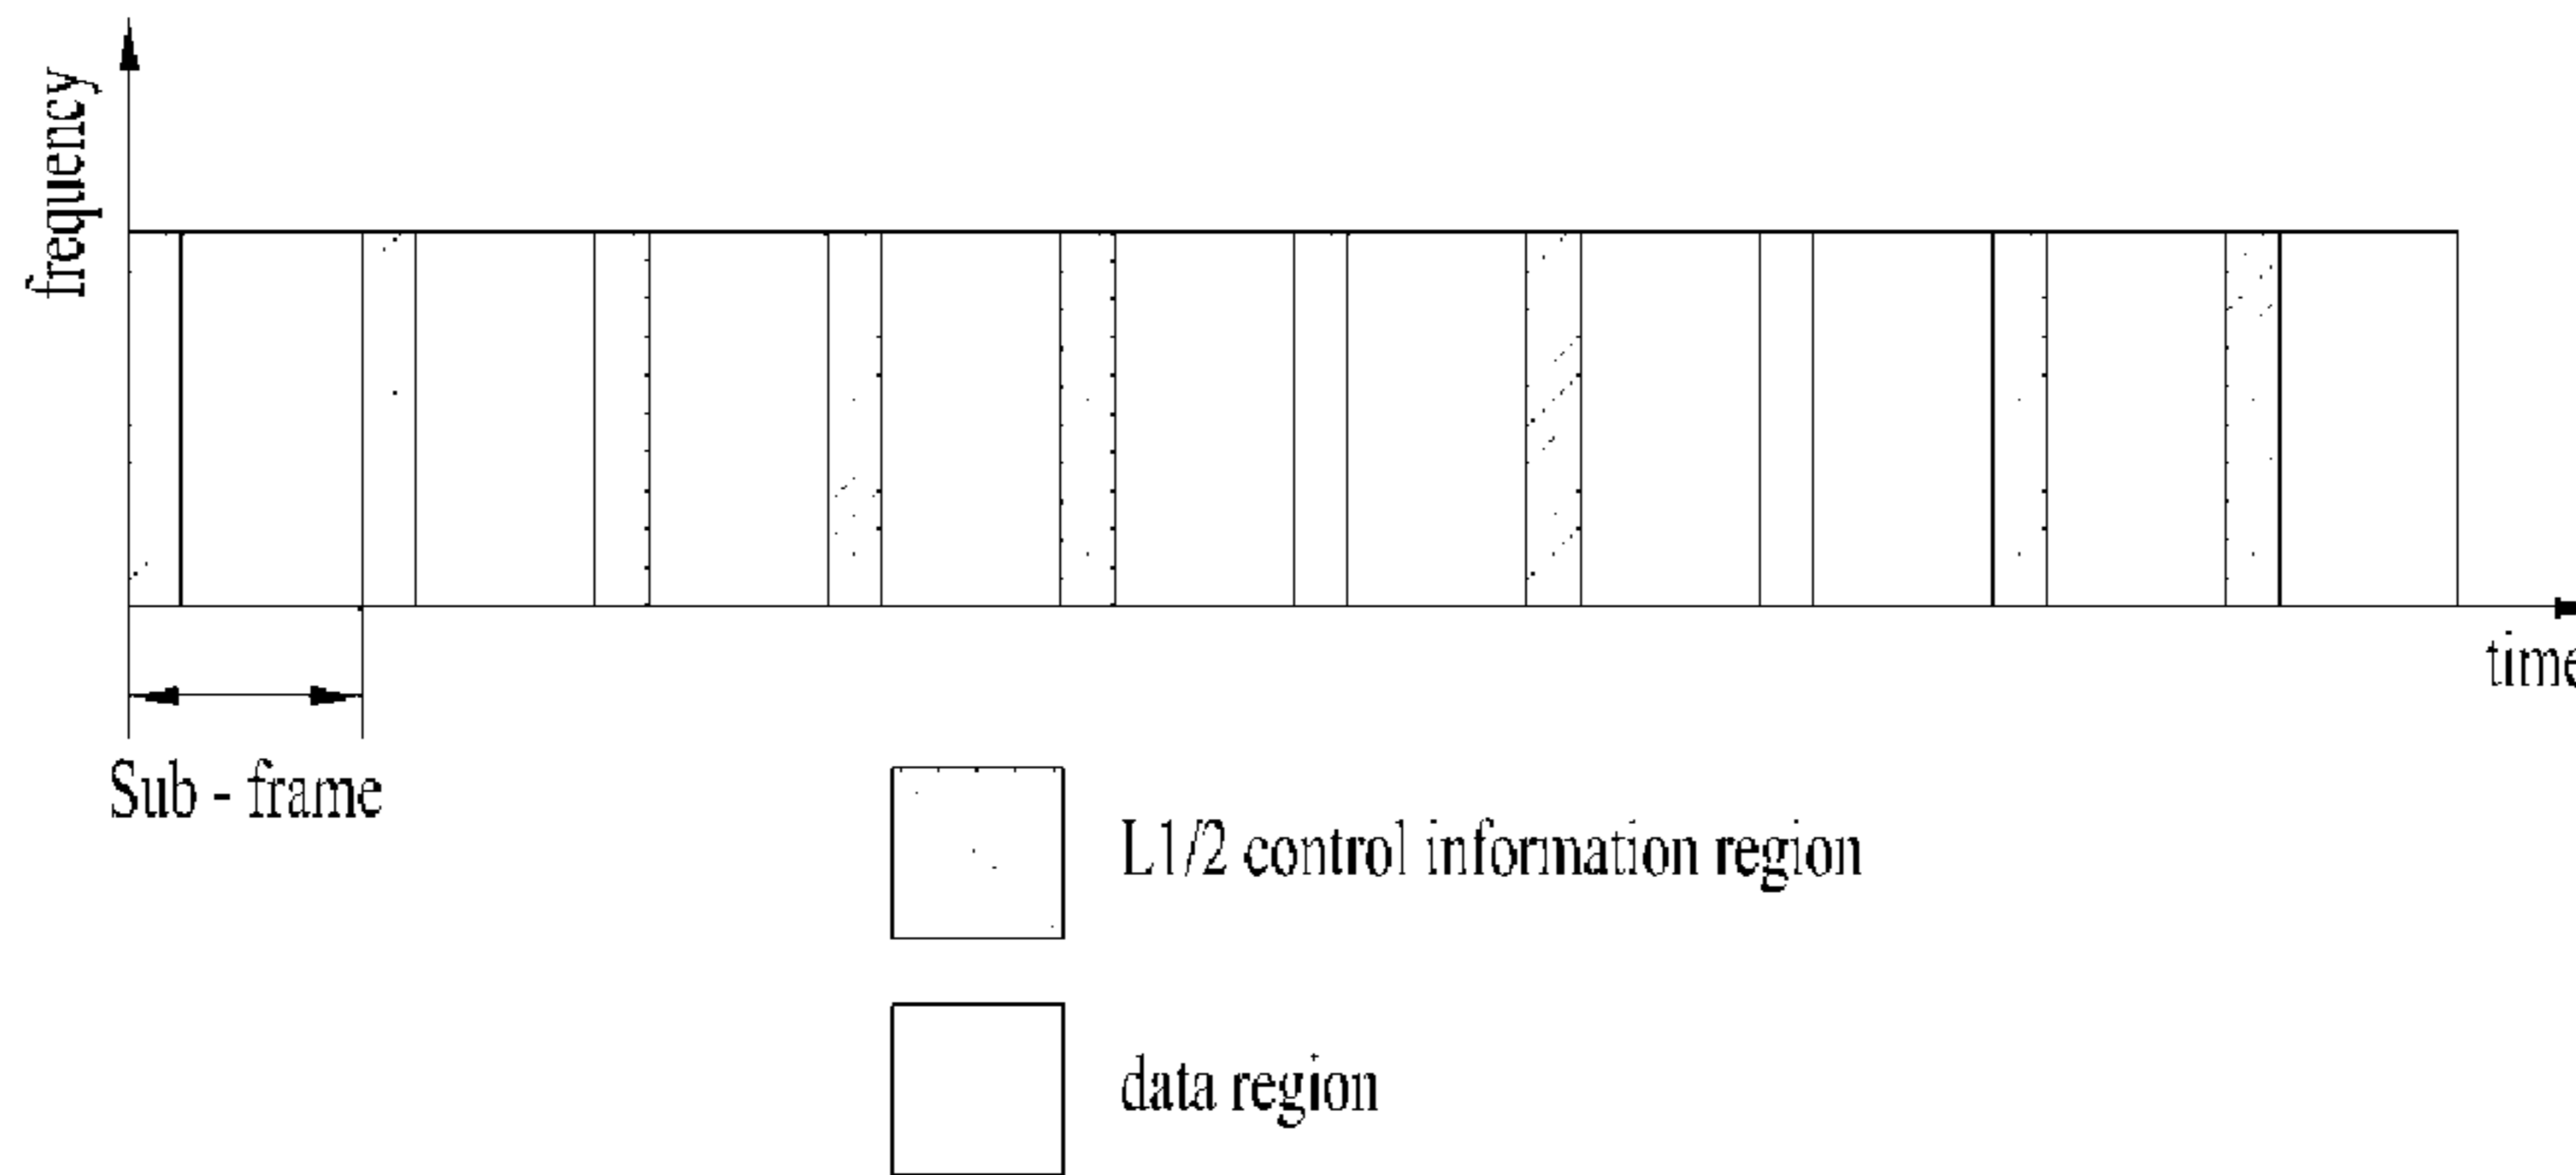 frequency
time
Sub - frame
L1/2 control information region
data region